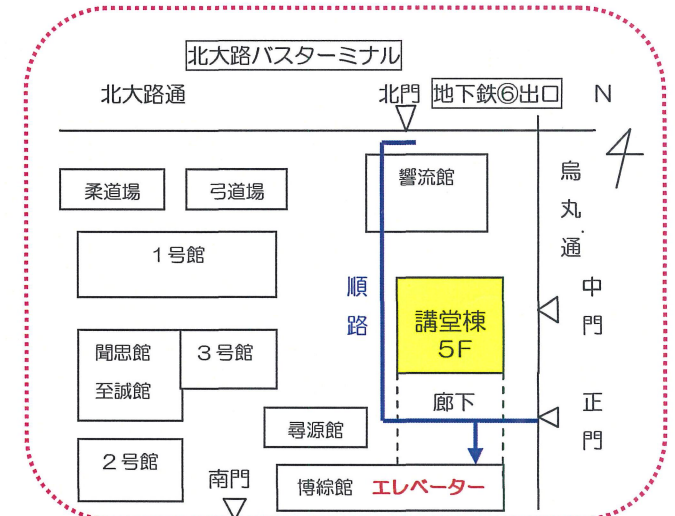 北大路バスターミナル
北大路通
北門
地下鉄⑥出口
N
柔道場
弓道場
響流館
烏丸通
1号館
順路
講堂棟
5F
中門
聞思館
至誠館
3号館
廊下
正門
尋源館
2号館
南門
博綜館
エレベーター